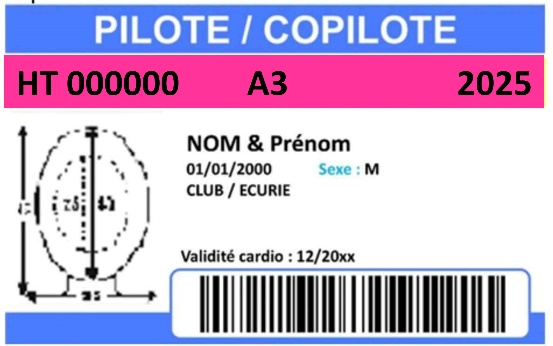 PILOTE / COPILOTE
HT 000000 A3 2025
NOM & Prénom
01/01/2000 Sexe : M
CLUB / ECURIE
Validité cardio : 12/20xx